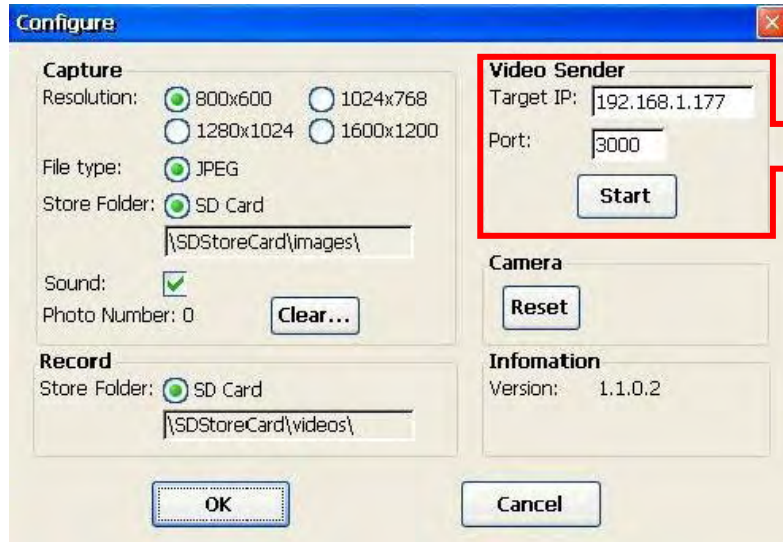 Configure
Capture
Resolution: 800x600 1024x768
1280x1024 1600x1200
File type: JPEG
Store Folder: SD Card
\SDStoreCard\images\
Sound:
Photo Number: 0 Clear...
Record
Store Folder: SD Card
\SDStoreCard\videos\
Video Sender
Target IP: 192.168.1.177
Port: 3000
Start
Camera
Reset
Infomation
Version: 1.1.0.2
OK Cancel